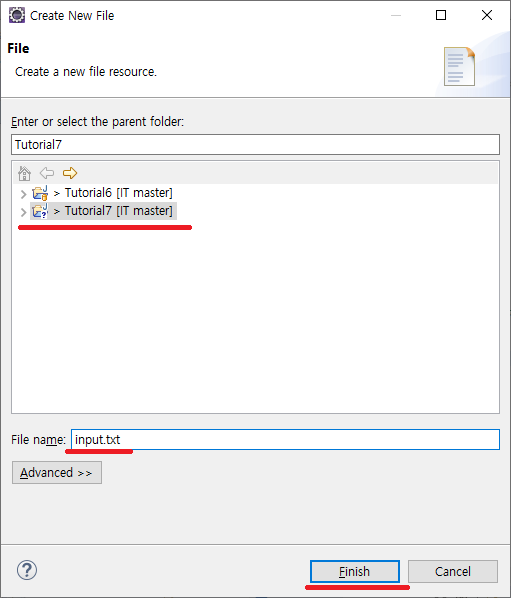 Create New File
File
Create a new file resource.
Enter or select the parent folder:
Tutorial7
> Tutorial6 [IT master]
> Tutorial7 [IT master]
File name: input.txt
Advanced >>
Finish Cancel